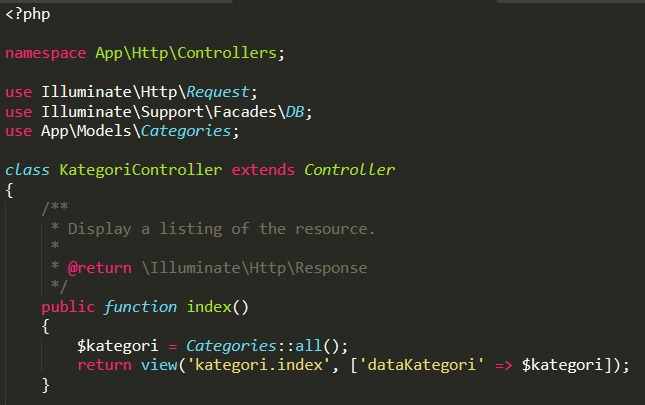 <?php
namespace App\Http\Controllers;
use Illuminate\Http\Request;
use Illuminate\Support\Facades\DB;
use App\Models\Categories;
class KategoriController extends Controller
{
    /**
     * Display a listing of the resource.
     *
     * @return \Illuminate\Http\Response
     */
    public function index()
    {
        $kategori = Categories::all();
        return view('kategori.index', ['dataKategori' => $kategori]);
    }